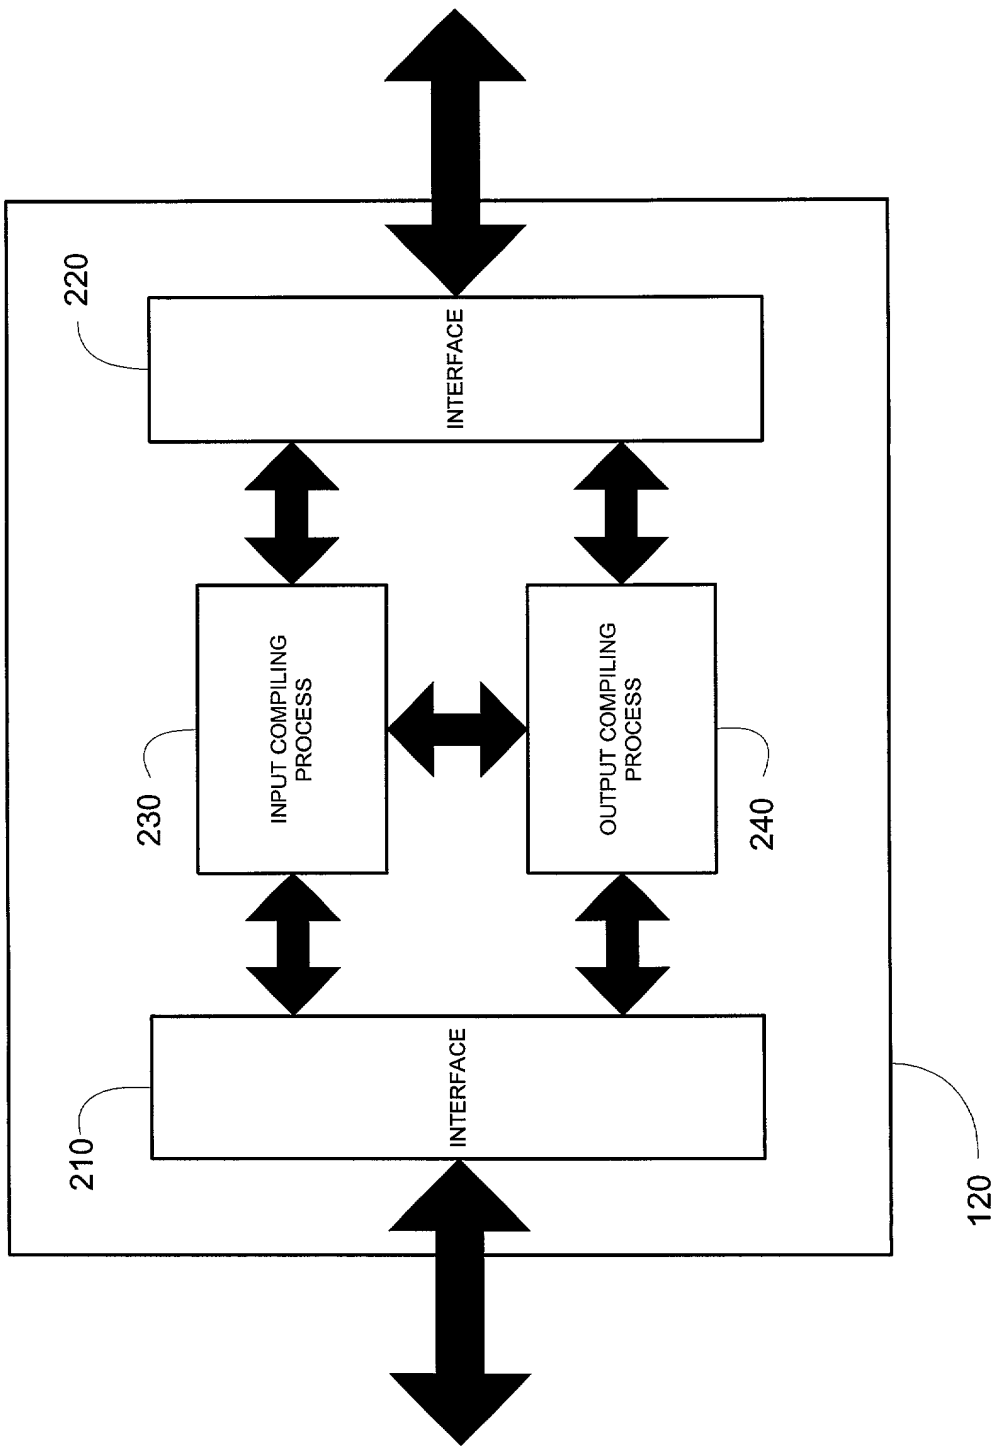 210
INTERFACE
230
INPUT COMPILING
PROCESS
OUTPUT COMPILING
PROCESS
240
220
INTERFACE
120